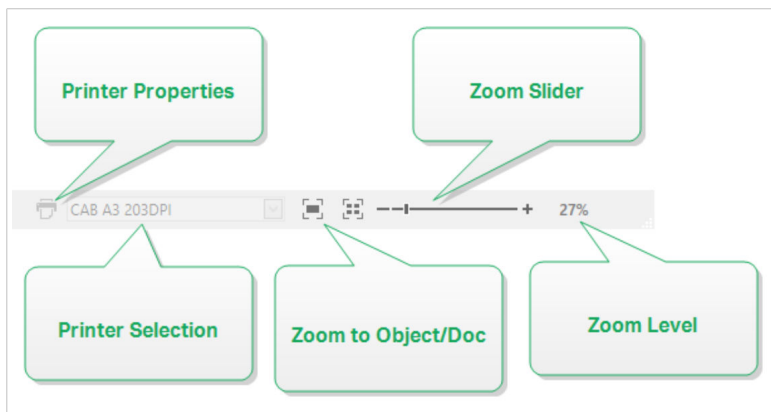 Printer Properties
Zoom Slider
CAB A3 203DPI
27%
Printer Selection
Zoom to Object/Doc
Zoom Level